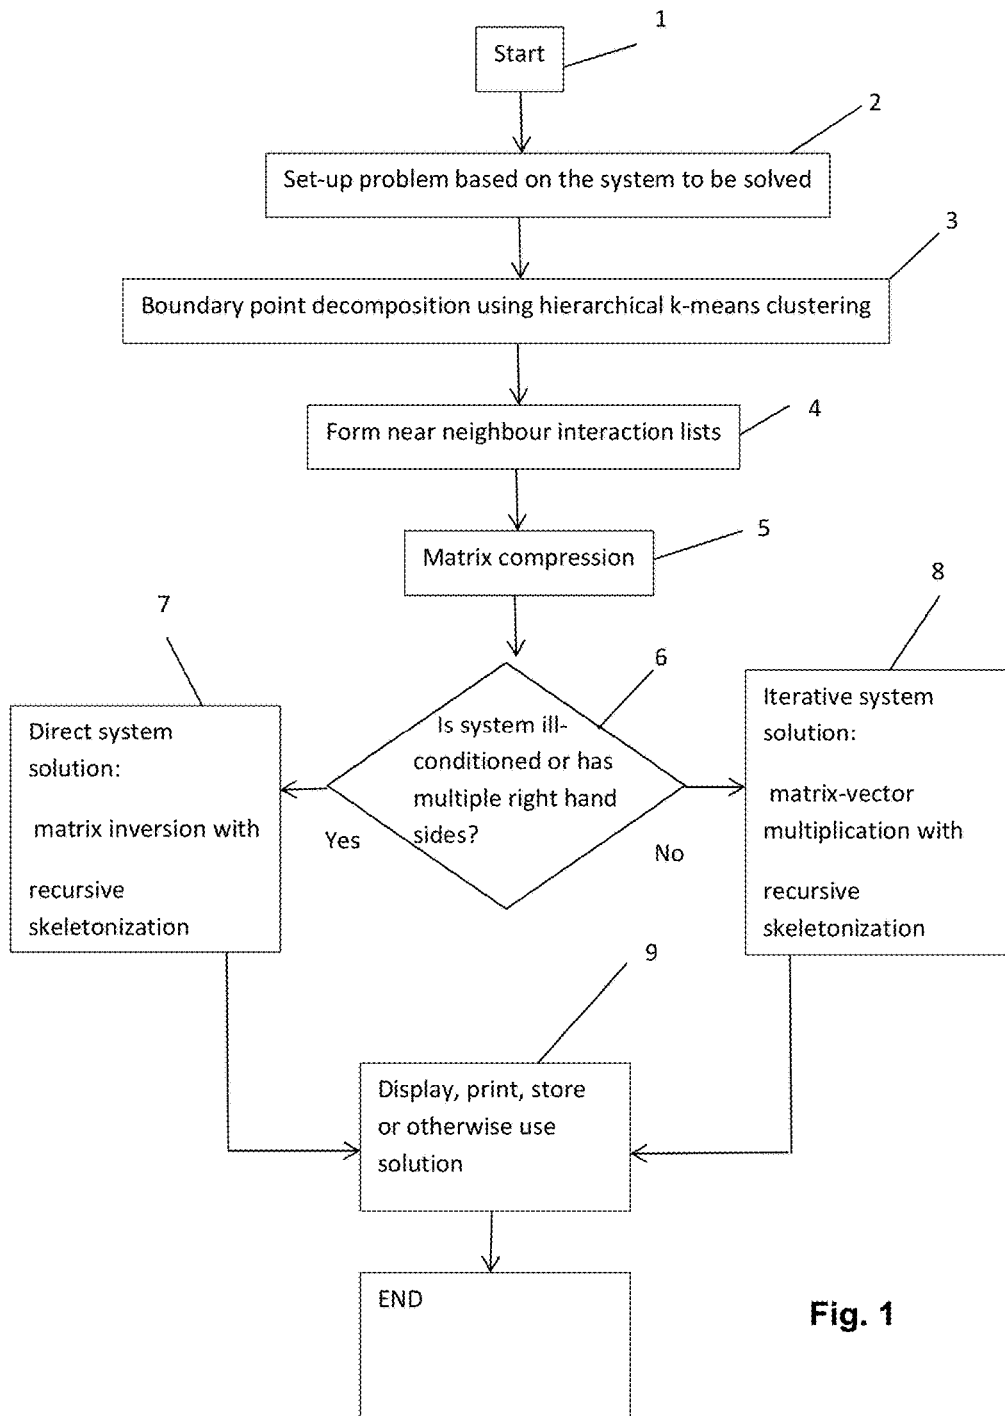 1
Start
2
Set-up problem based on the system to be solved
3
Boundary point decomposition using hierarchical k-means clustering
4
Form near neighbour interaction lists
5
Matrix compression
6
Is system ill-
conditioned or has
multiple right hand
sides?
Yes
No
7
Direct system
solution:
matrix inversion with
recursive
skeletonization
8
Iterative system
solution:
matrix-vector
multiplication with
recursive
skeletonization
9
Display, print, store
or otherwise use
solution
END
Fig. 1